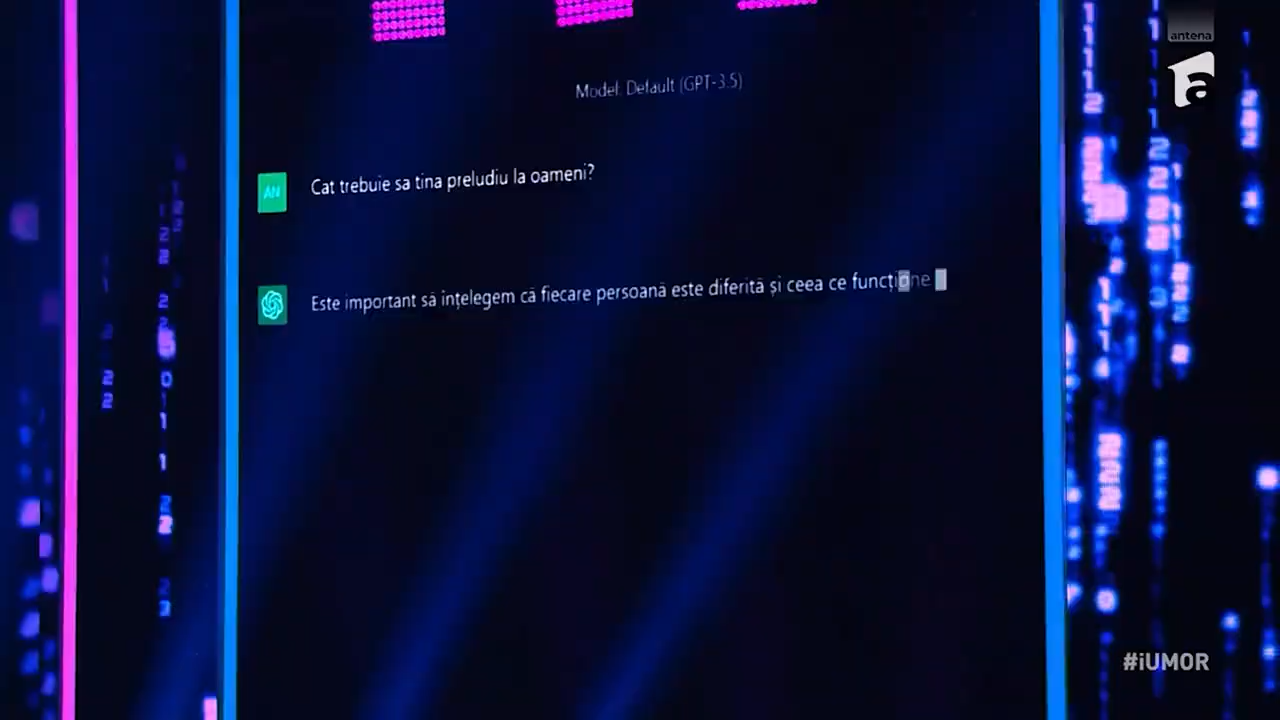 antena
a
Model: Default (GPT-3.5)
AN
Cat trebuie sa tina preludiu la oameni?
Este important să înțelegem că fiecare persoană este diferită și ceea ce funcțione
#iUMOR